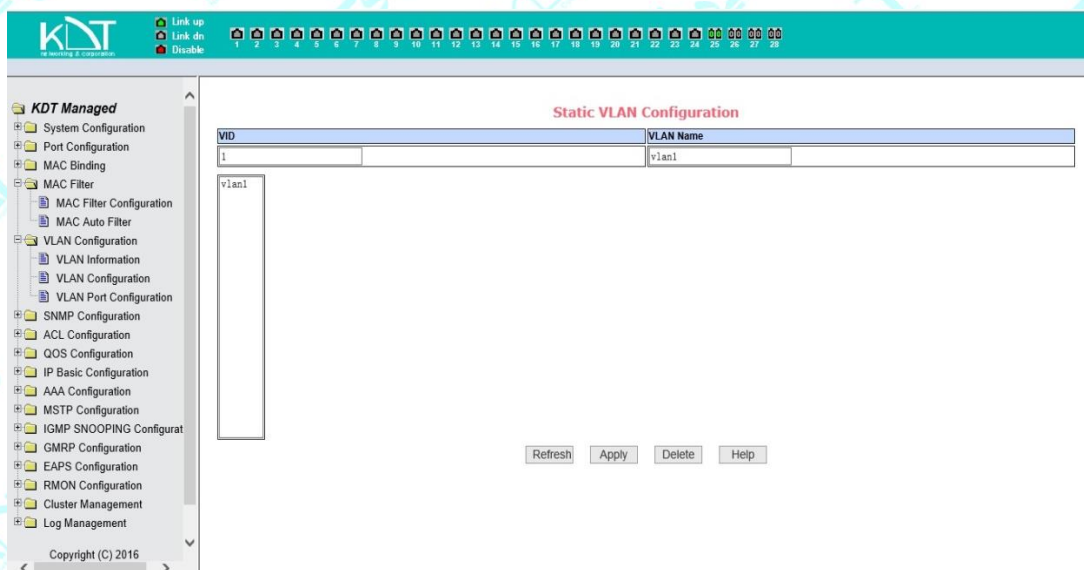 KDT
Link up
Link dn
Disable
1 2 3 4 5 6 7 8 9 10 11 12 13 14 15 16 17 18 19 20 21 22 23 24 25 26 27 28
KDT Managed
System Configuration
Port Configuration
MAC Binding
MAC Filter
MAC Filter Configuration
MAC Auto Filter
VLAN Configuration
VLAN Information
VLAN Configuration
VLAN Port Configuration
SNMP Configuration
ACL Configuration
QOS Configuration
IP Basic Configuration
AAA Configuration
MSTP Configuration
IGMP SNOOPING Configurat
GMRP Configuration
EAPS Configuration
RMON Configuration
Cluster Management
Log Management
Copyright (C) 2016
Static VLAN Configuration
VID VLAN Name
1 vlan1
vlan1
Refresh Apply Delete Help